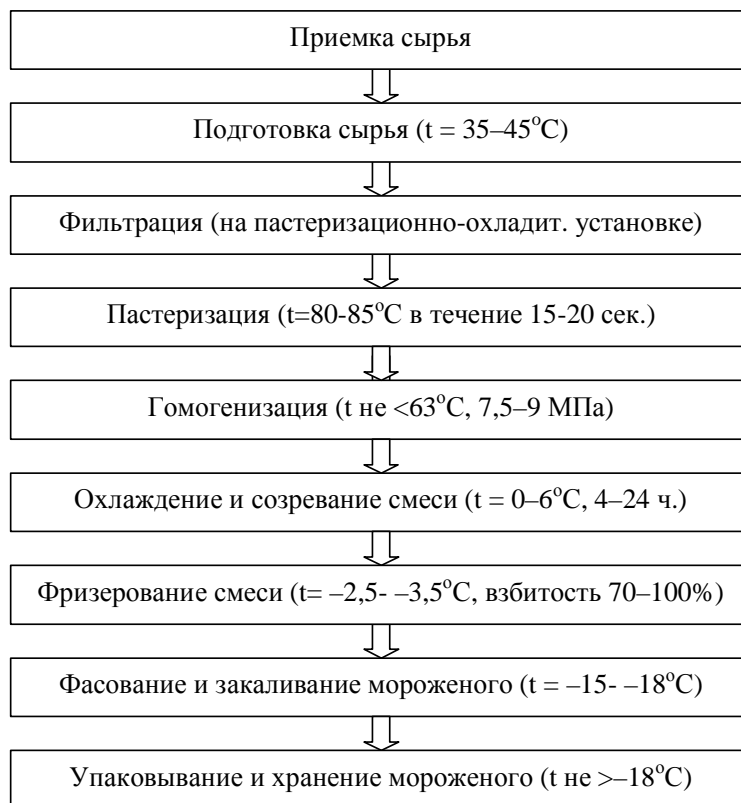 Приемка сырья
Подготовка сырья (t = 35–45°С)
Фильтрация (на пастеризационно-охладит. установке)
Пастеризация (t=80-85°С в течение 15-20 сек.)
Гомогенизация (t не <63°С, 7,5–9 МПа)
Охлаждение и созревание смеси (t = 0–6°С, 4–24 ч.)
Фризерование смеси (t= –2,5- –3,5°С, взбитость 70–100%)
Фасование и закаливание мороженого (t = –15- –18°С)
Упаковывание и хранение мороженого (t не >–18°С)